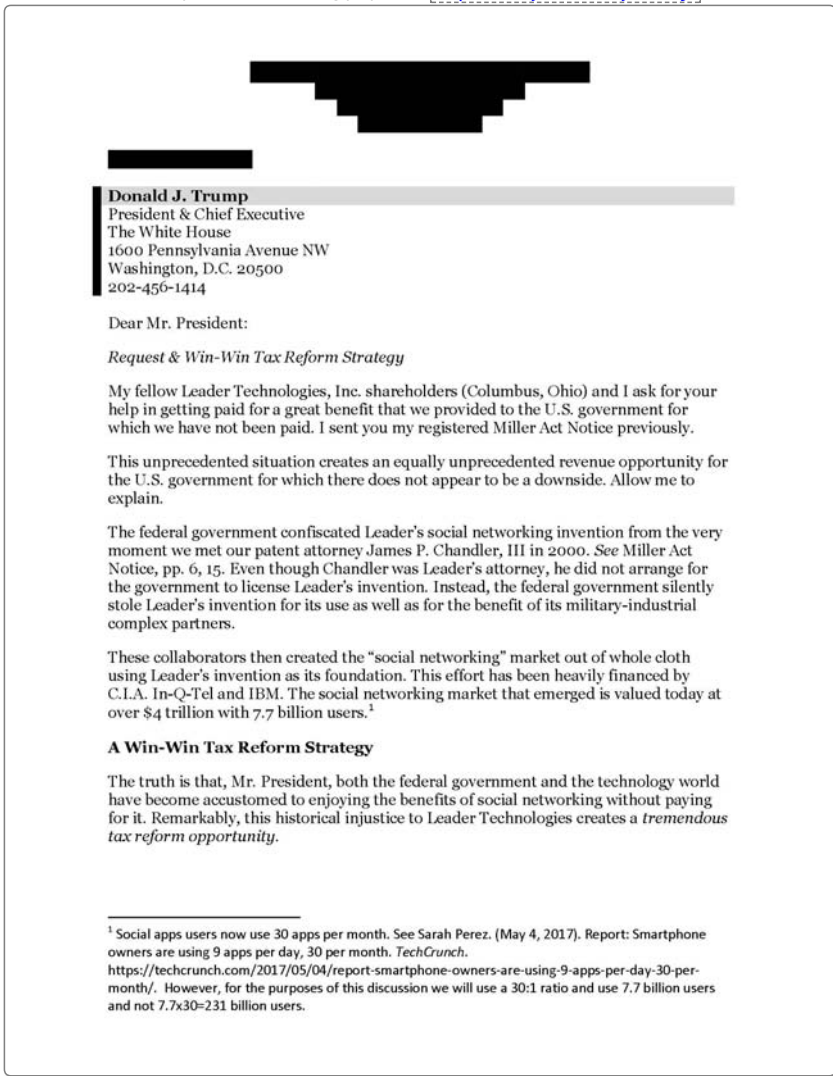 Donald J. Trump
President & Chief Executive
The White House
1600 Pennsylvania Avenue NW
Washington, D.C. 20500
202-456-1414
Dear Mr. President:
Request & Win-Win Tax Reform Strategy
My fellow Leader Technologies, Inc. shareholders (Columbus, Ohio) and I ask for your
help in getting paid for a great benefit that we provided to the U.S. government for
which we have not been paid. I sent you my registered Miller Act Notice previously.
This unprecedented situation creates an equally unprecedented revenue opportunity for
the U.S. government for which there does not appear to be a downside. Allow me to
explain.
The federal government confiscated Leader's social networking invention from the very
moment we met our patent attorney James P. Chandler, III in 2000. See Miller Act
Notice, pp. 6, 15. Even though Chandler was Leader's attorney, he did not arrange for
the government to license Leader's invention. Instead, the federal government silently
stole Leader's invention for its use as well as for the benefit of its military-industrial
complex partners.
These collaborators then created the “social networking” market out of whole cloth
using Leader's invention as its foundation. This effort has been heavily financed by
C.I.A. In-Q-Tel and IBM. The social networking market that emerged is valued today at
over $4 trillion with 7.7 billion users.1
A Win-Win Tax Reform Strategy
The truth is that, Mr. President, both the federal government and the technology world
have become accustomed to enjoying the benefits of social networking without paying
for it. Remarkably, this historical injustice to Leader Technologies creates a tremendous
tax reform opportunity.
1 Social apps users now use 30 apps per month. See Sarah Perez. (May 4, 2017). Report: Smartphone
owners are using 9 apps per day, 30 per month. TechCrunch.
https://techcrunch.com/2017/05/04/report-smartphone-owners-are-using-9-apps-per-day-30-per-
month/. However, for the purposes of this discussion we will use a 30:1 ratio and use 7.7 billion users
and not 7.7x30=231 billion users.